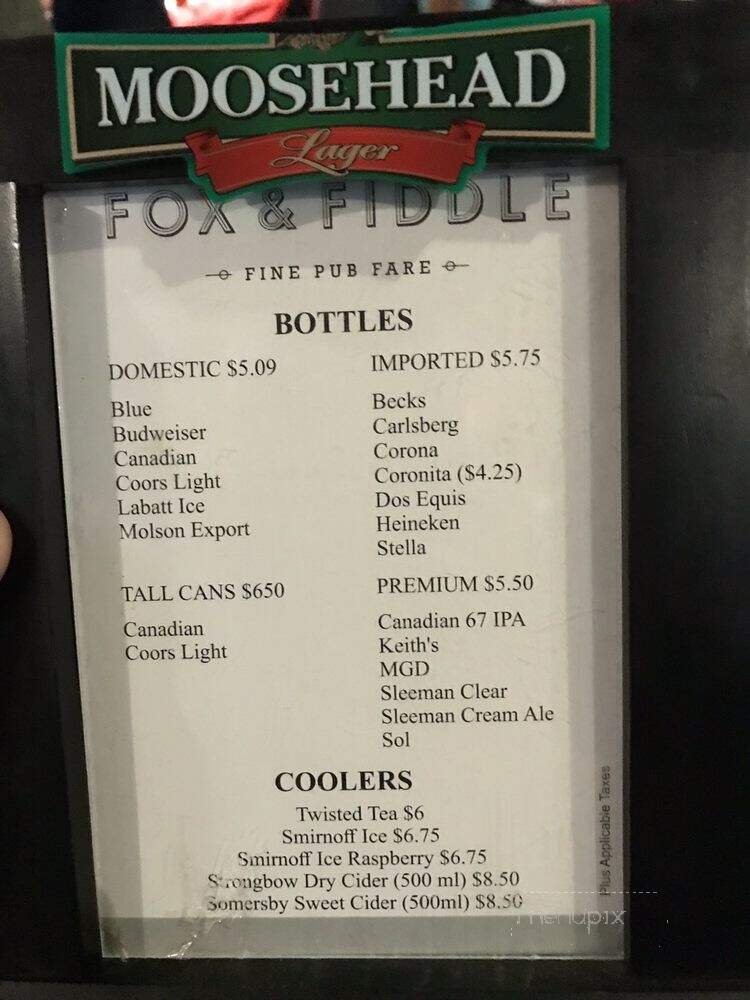 MOOSEHEAD
Lager
FOX & FIDDLE
FINE PUB FARE
BOTTLES
DOMESTIC $5.09
Blue
Budweiser
Canadian
Coors Light
Labatt Ice
Molson Export
IMPORTED $5.75
Becks
Carlsberg
Corona
Coronita ($4.25)
Dos Equis
Heineken
Stella
TALL CANS $650
Canadian
Coors Light
PREMIUM $5.50
Canadian 67 IPA
Keith's
MGD
Sleeman Clear
Sleeman Cream Ale
Sol
COOLERS
Twisted Tea $6
Smirnoff Ice $6.75
Smirnoff Ice Raspberry $6.75
Strongbow Dry Cider (500 ml) $8.50
Somersby Sweet Cider (500ml) $8.50
Plus Applicable Taxes
menupix